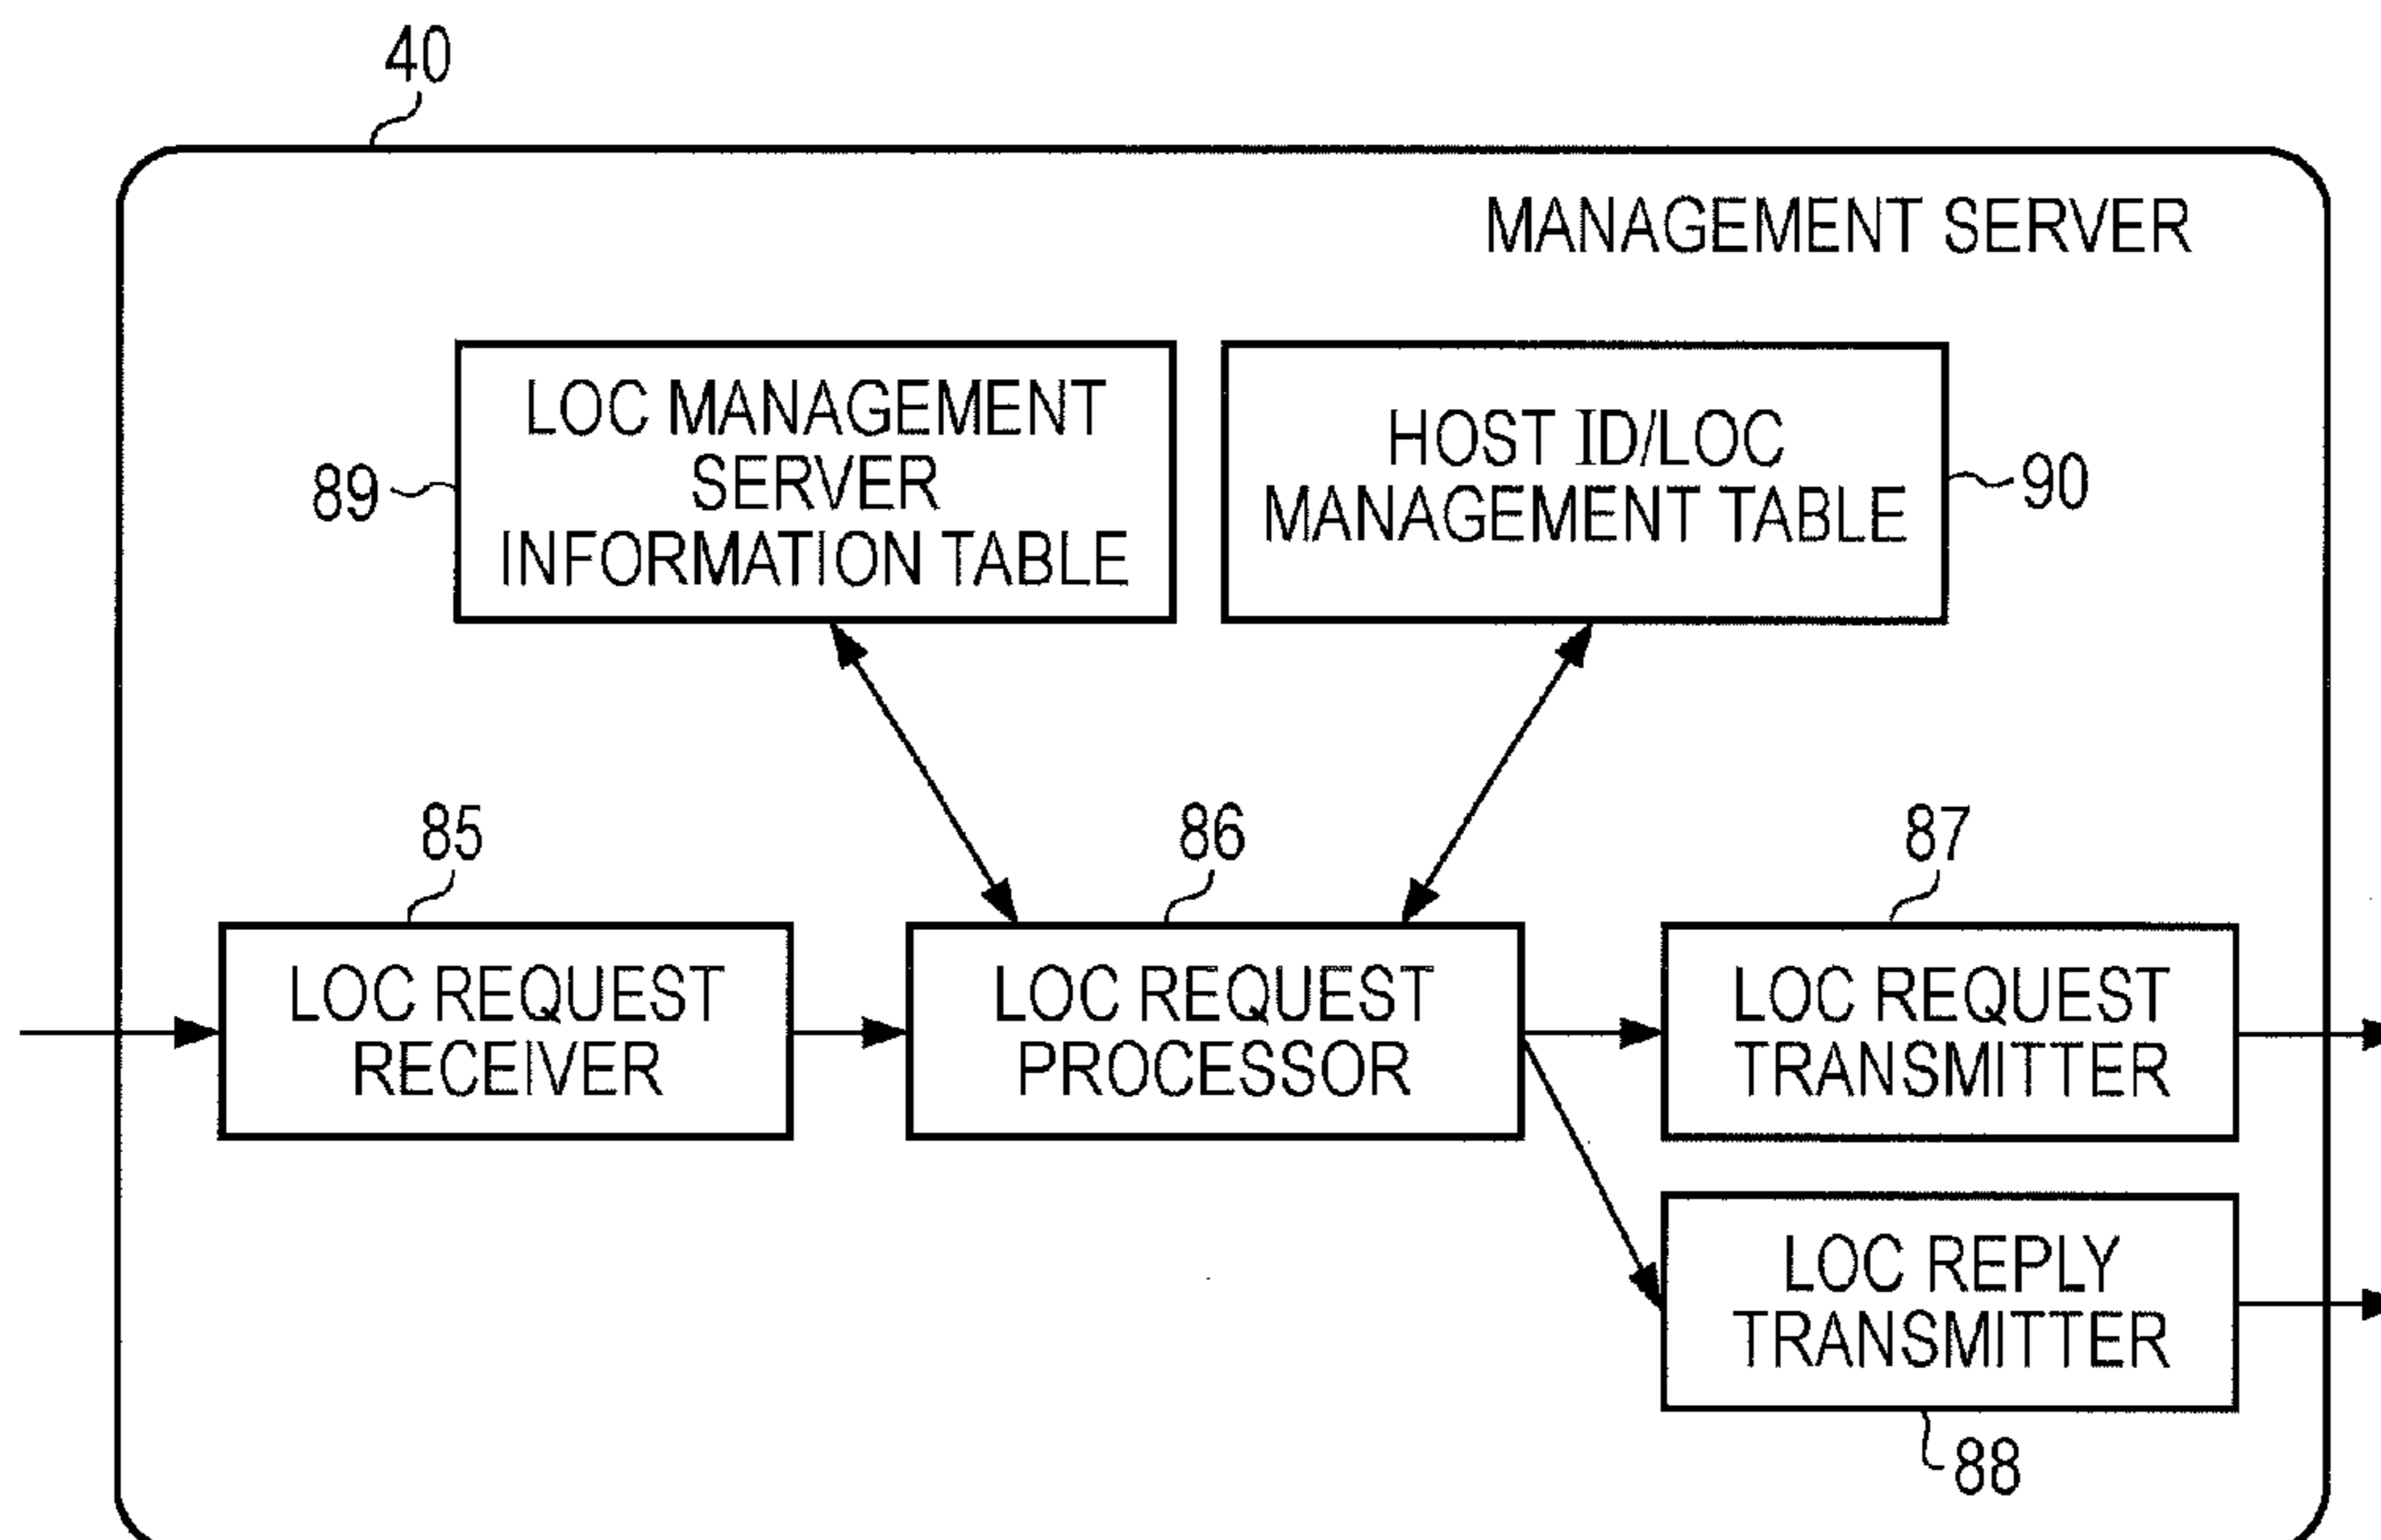 40
MANAGEMENT SERVER
LOC MANAGEMENT
SERVER
INFORMATION TABLE
89
HOST ID/LOC
MANAGEMENT TABLE
90
85
86
87
LOC REQUEST
RECEIVER
LOC REQUEST
PROCESSOR
LOC REQUEST
TRANSMITTER
LOC REPLY
TRANSMITTER
88